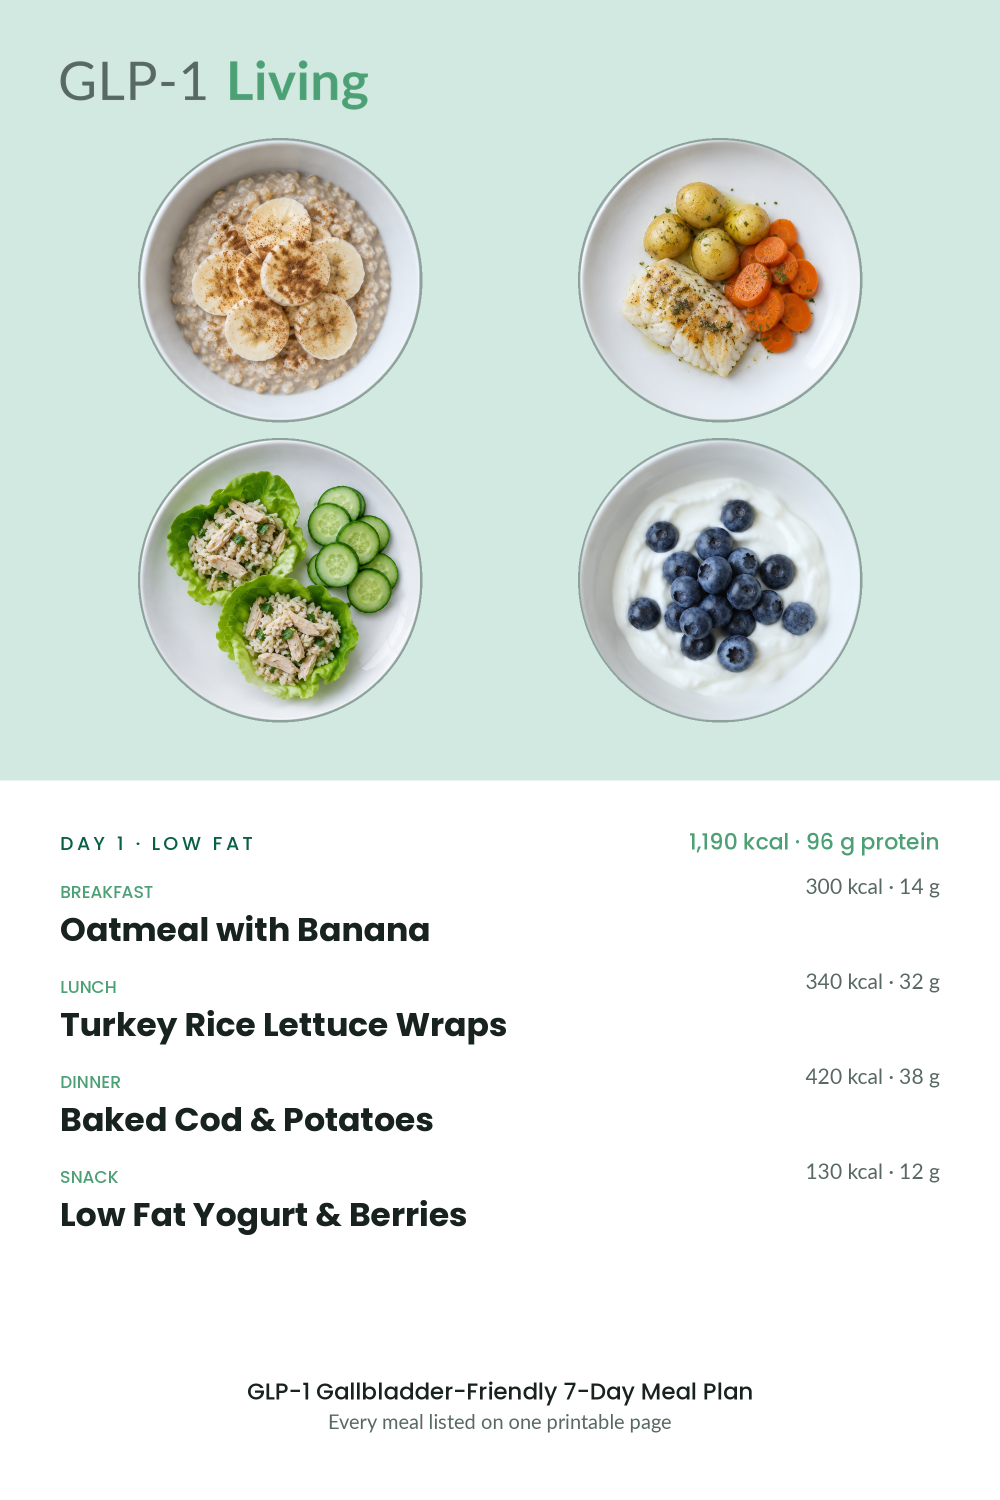 GLP-1 Living
DAY 1 · LOW FAT
1,190 kcal · 96 g protein
BREAKFAST
300 kcal · 14 g
Oatmeal with Banana
LUNCH
340 kcal · 32 g
Turkey Rice Lettuce Wraps
DINNER
420 kcal · 38 g
Baked Cod & Potatoes
SNACK
130 kcal · 12 g
Low Fat Yogurt & Berries
GLP-1 Gallbladder-Friendly 7-Day Meal Plan
Every meal listed on one printable page